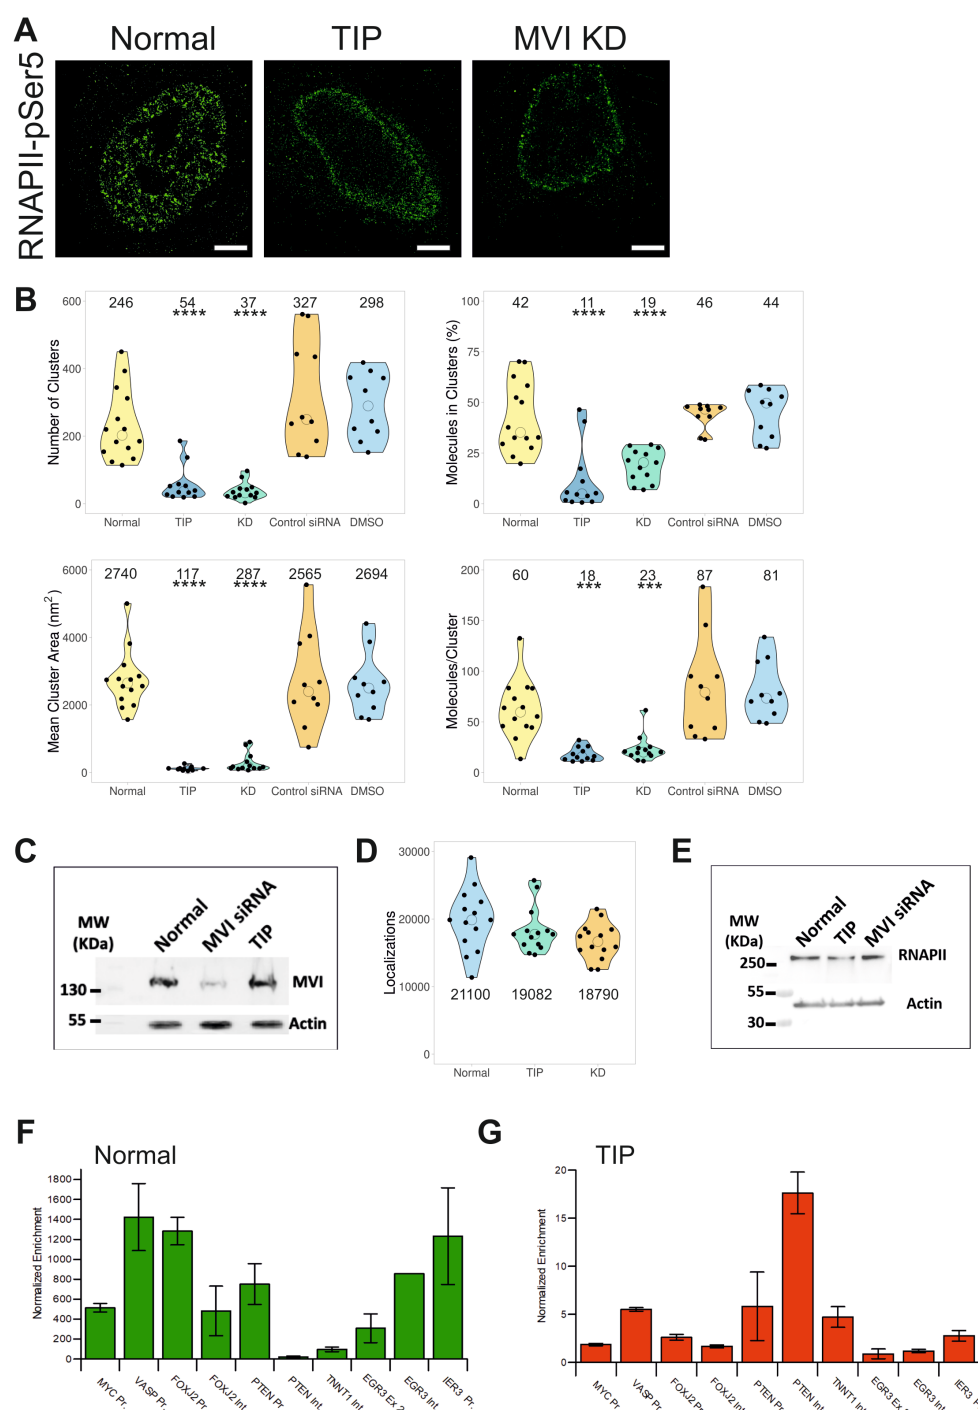 A
Normal
TIP
MVI KD
RNAPII-pSer5
B
Number of Clusters
600
400
200
0
246
54
37
327
298
****
****
Normal
TIP
KD
Control siRNA
DMSO
Molecules in Clusters (%)
100
75
50
25
0
42
11
19
46
44
****
****
Normal
TIP
KD
Control siRNA
DMSO
Mean Cluster Area (nm²)
6000
4000
2000
0
2740
117
287
2565
2694
****
****
Normal
TIP
KD
Control siRNA
DMSO
Molecules/Cluster
200
150
100
50
0
60
18
23
87
81
***
***
Normal
TIP
KD
Control siRNA
DMSO
C
MW
(KDa)
Normal
MVI siRNA
TIP
130
55
MVI
Actin
D
Localizations
30000
20000
10000
0
21100
19082
18790
Normal
TIP
KD
E
MW
(KDa)
Normal
TIP
MVI siRNA
250
55
30
RNAPII
Actin
F
Normal
Normalized Enrichment
1800
1600
1400
1200
1000
800
600
400
200
0
MYC Pr.
VASP Pr.
FOXJ2 Pr.
FOXJ2 Int.
PTEN Pr.
PTEN Int.
TNNT1 Int.
EGR3 Ex
EGR3 Int.
IER3 Pr.
G
TIP
Normalized Enrichment
20
15
10
5
0
MYC Pr.
VASP Pr.
FOXJ2 Pr.
FOXJ2 Int.
PTEN Pr.
PTEN Int.
TNNT1 Int.
EGR3 Ex
EGR3 Int.
IER3